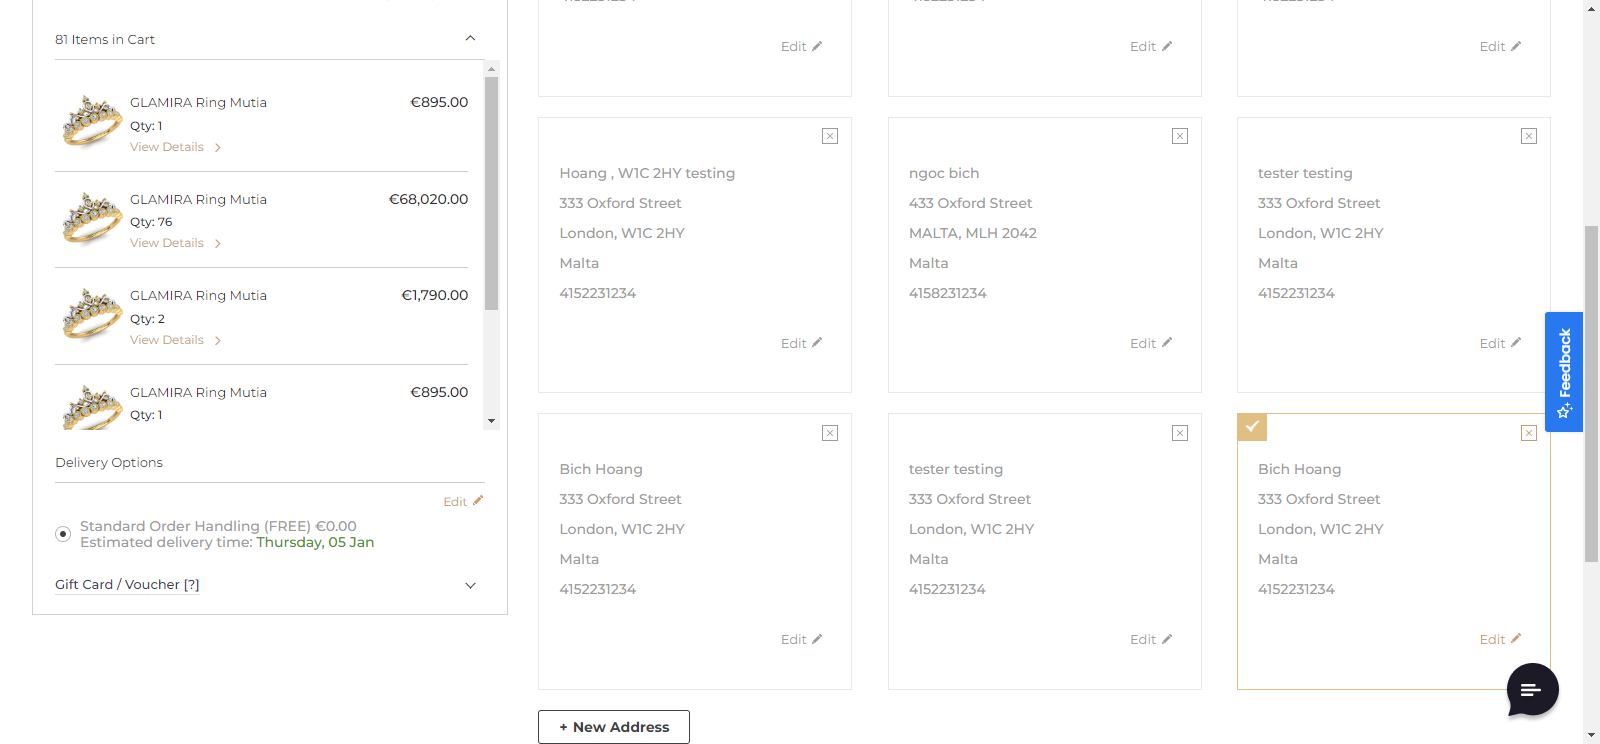 81 Items in Cart
GLAMIRA Ring Mutia €895.00
Qty: 1
View Details
GLAMIRA Ring Mutia €68,020.00
Qty: 76
View Details
GLAMIRA Ring Mutia €1,790.00
Qty: 2
View Details
GLAMIRA Ring Mutia €895.00
Qty: 1
Delivery Options
Edit
Standard Order Handling (FREE) €0.00
Estimated delivery time: Thursday, 05 Jan
Gift Card / Voucher [?]
Edit
Edit
Edit
Hoang , W1C 2HY testing
333 Oxford Street
London, W1C 2HY
Malta
4152231234
Edit
ngoc bich
433 Oxford Street
MALTA, MLH 2042
Malta
4158231234
Edit
tester testing
333 Oxford Street
London, W1C 2HY
Malta
4152231234
Edit
Bich Hoang
333 Oxford Street
London, W1C 2HY
Malta
4152231234
Edit
tester testing
333 Oxford Street
London, W1C 2HY
Malta
4152231234
Edit
Bich Hoang
333 Oxford Street
London, W1C 2HY
Malta
4152231234
Edit
+ New Address
Feedback